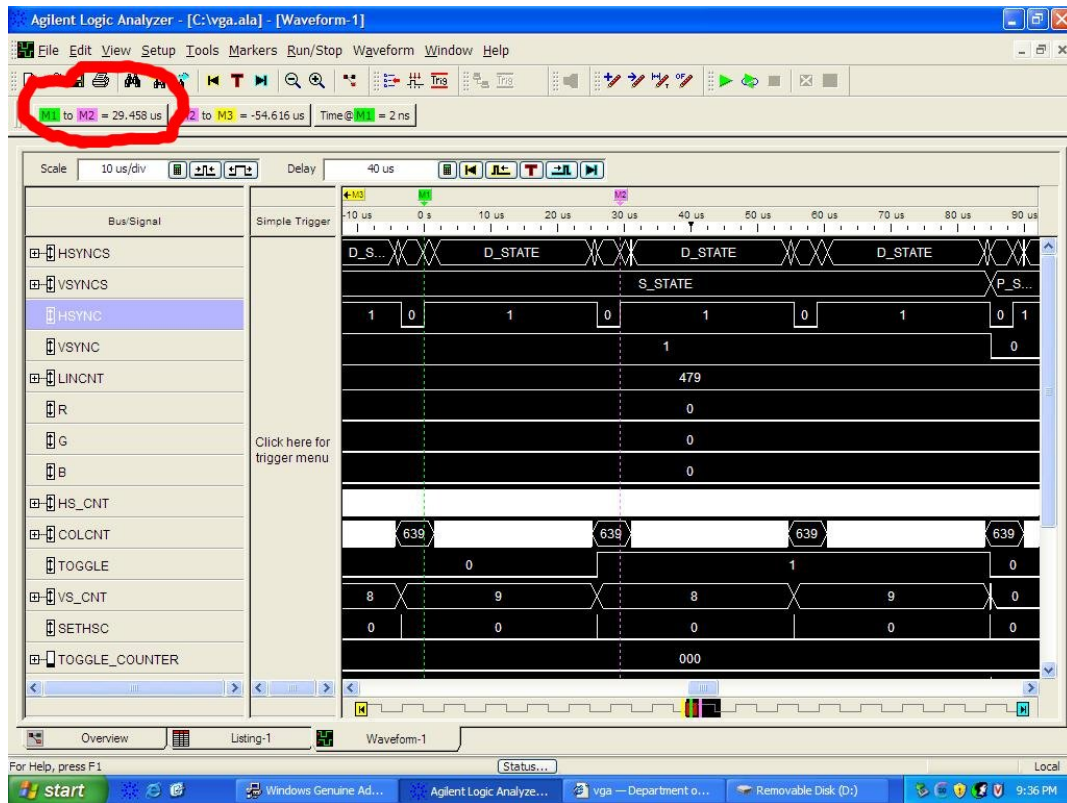 Agilent Logic Analyzer - [C:\vga.ala] - [Waveform-1]
File Edit View Setup Tools Markers Run/Stop Waveform Window Help
M1 to M2 = 29.458 us to M3 = -54.616 us Time@M1 = 2 ns
Scale 10 us/div Delay 40 us
M3 M1 M2
Bus/Signal Simple Trigger -10 us 0 s 10 us 20 us 30 us 40 us 50 us 60 us 70 us 80 us 90 us
HSYNCS D_S... D_STATE D_STATE D_STATE
VSYNCS S_STATE P_S...
HSYNC 1 0 1 0 1 0 1 0 1
VSYNC 1 0
LINCNT 479
R 0
G 0
Click here for
trigger menu
B 0
HS_CNT
COLCNT 639 639 639 639
TOGGLE 0 1 0
VS_CNT 8 9 8 9 0
SETHSC 0 0 0 0 0
TOGGLE_COUNTER 000
Overview Listing-1 Waveform-1
For Help, press F1 Status... Local
start Windows Genuine Ad... Agilent Logic Analyze... vga — Department o... Removable Disk (D:) 9:36 PM